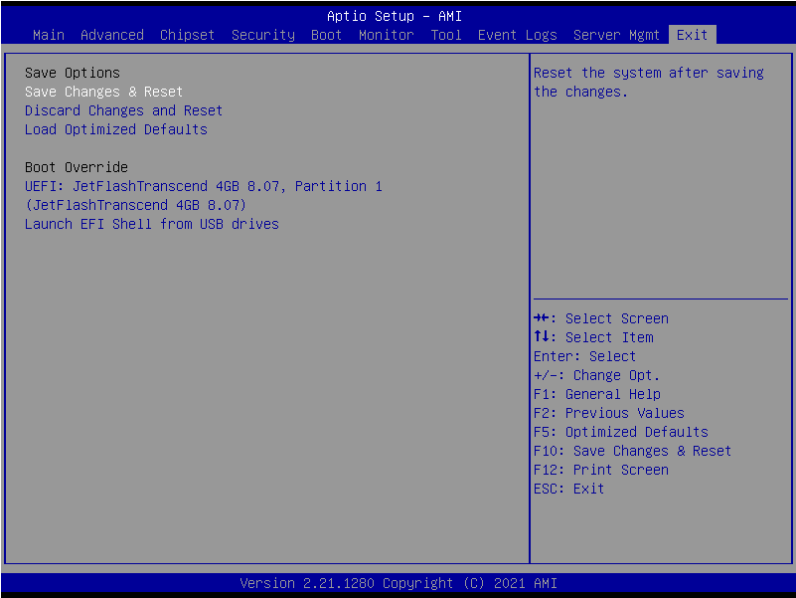 Aptio Setup – AMI
Main Advanced Chipset Security Boot Monitor Tool Event Logs Server Mgmt Exit
Save Options
Save Changes & Reset
Discard Changes and Reset
Load Optimized Defaults
Boot Override
UEFI: JetFlashTranscend 4GB 8.07, Partition 1
(JetFlashTranscend 4GB 8.07)
Launch EFI Shell from USB drives
Reset the system after saving
the changes.
→←: Select Screen
↑↓: Select Item
Enter: Select
+/-: Change Opt.
F1: General Help
F2: Previous Values
F5: Optimized Defaults
F10: Save Changes & Reset
F12: Print Screen
ESC: Exit
Version 2.21.1280 Copyright (C) 2021 AMI